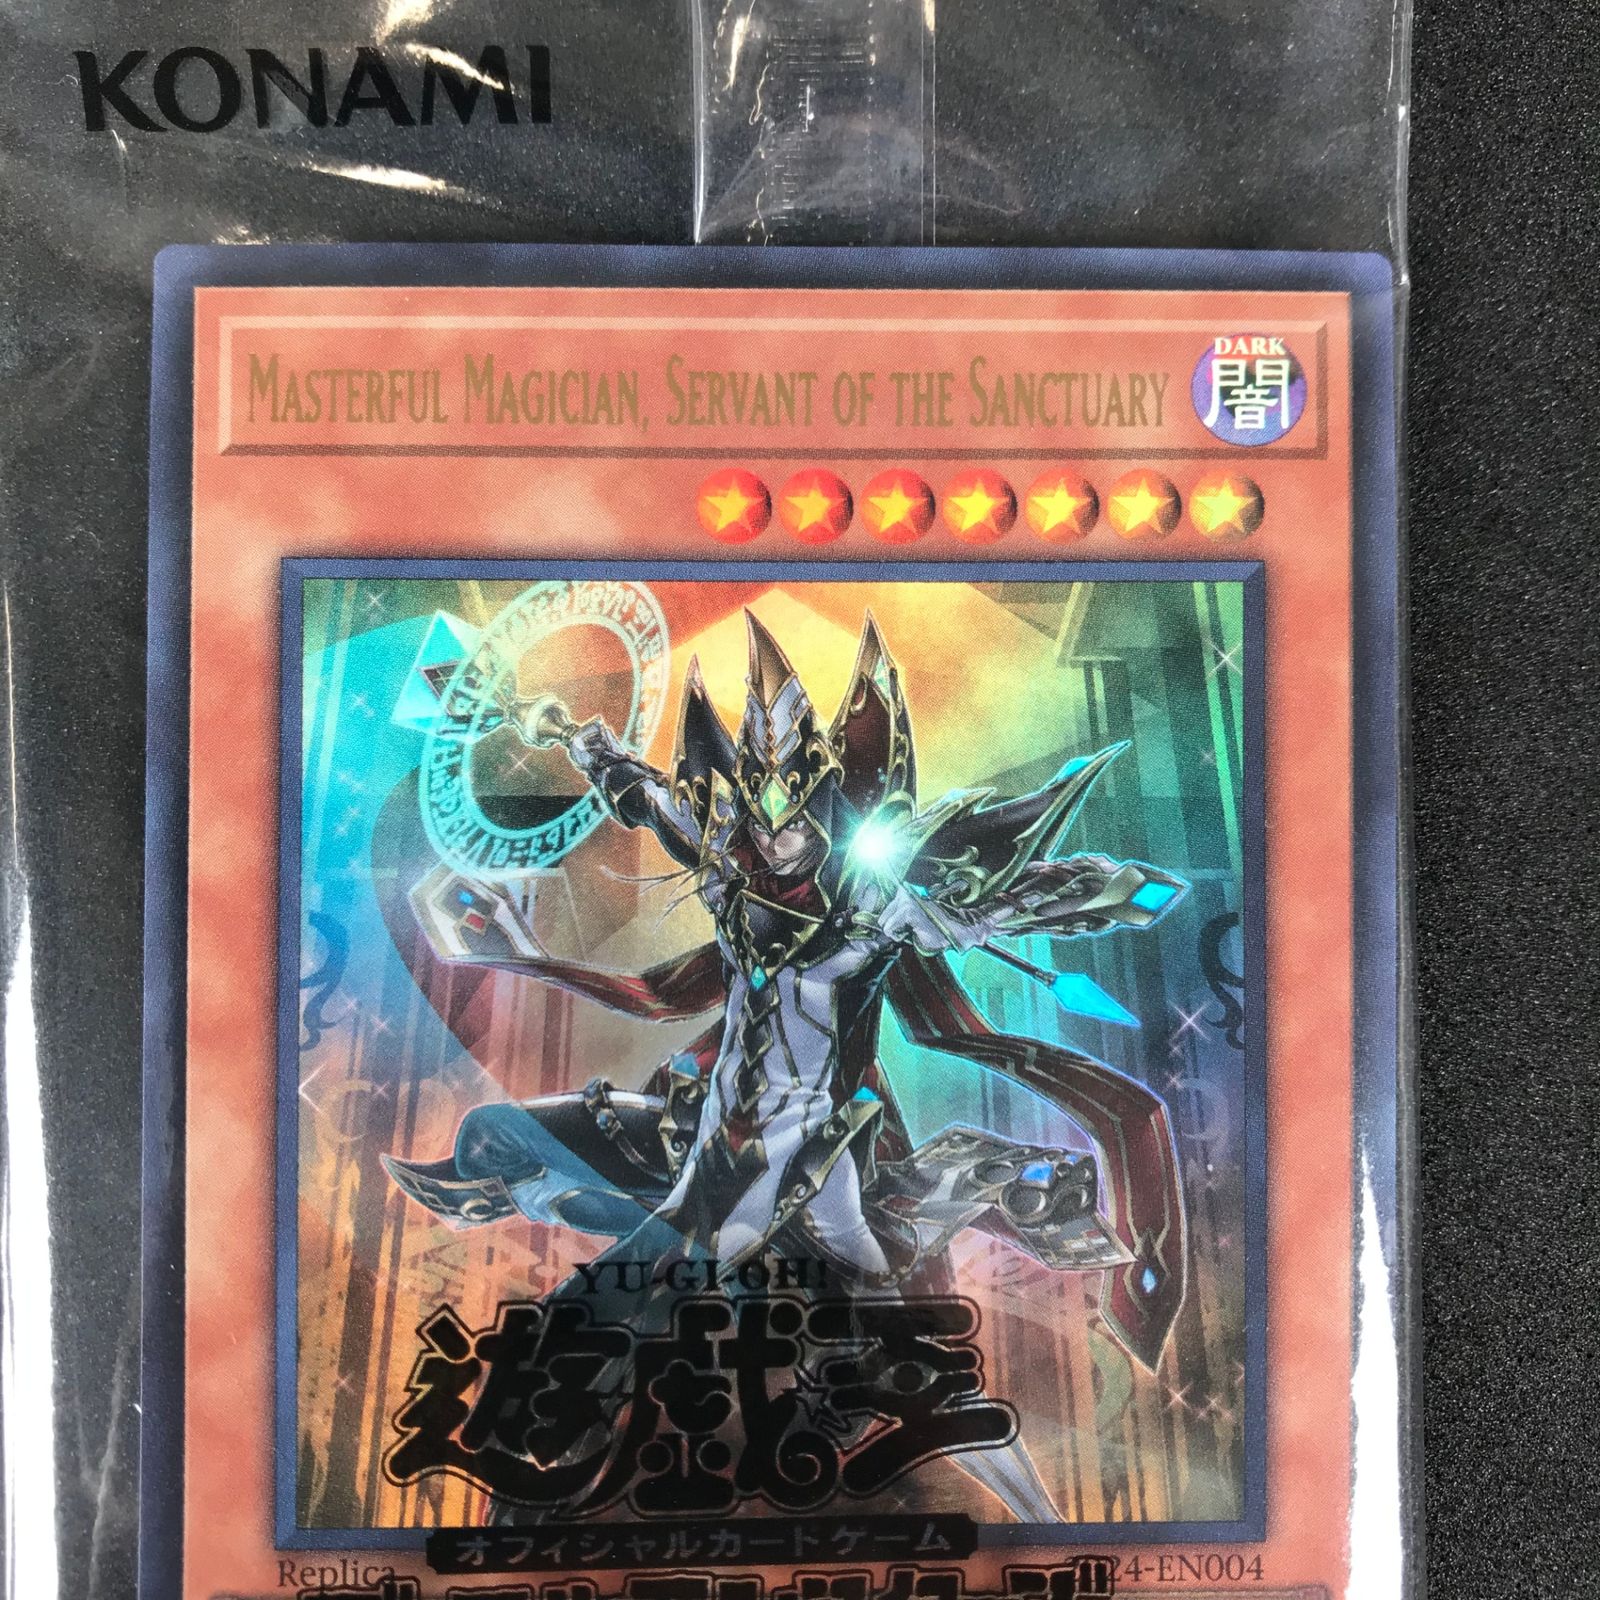 KONAMI
MASTERFUL MAGICIAN, SERVANT OF THE SANCTUARY
DARK
闇
YU-GI-OH!
遊戯王
オフィシャルカードゲーム
Replica
24-EN004